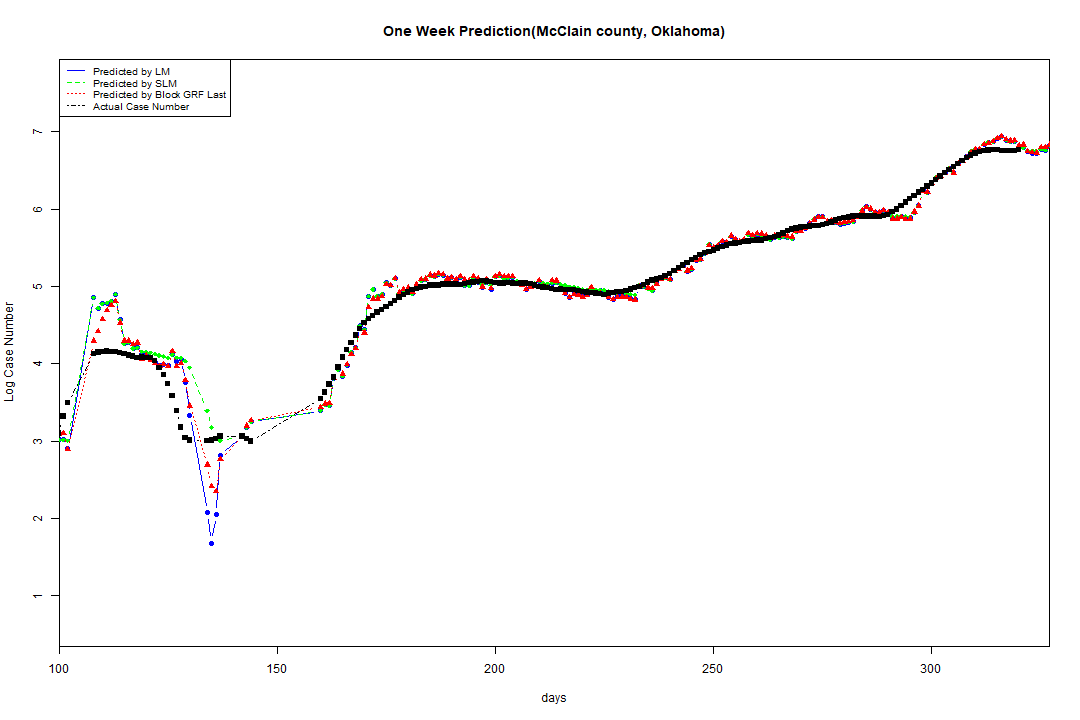 One Week Prediction(McClain county, Oklahoma)
Predicted by LM
Predicted by SLM
Predicted by Block GRF Last
Actual Case Number
Log Case Number
7
6
5
4
3
2
1
100 150 200 250 300
days